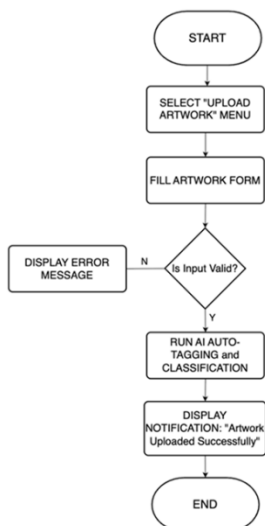 START
SELECT "UPLOAD
ARTWORK" MENU
FILL ARTWORK FORM
Is Input Valid?
N
DISPLAY ERROR
MESSAGE
Y
RUN AI AUTO-
TAGGING and
CLASSIFICATION
DISPLAY
NOTIFICATION: "Artwork
Uploaded Successfully"
END